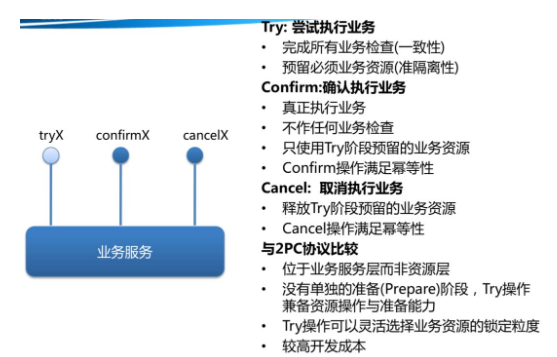 Try: 尝试执行业务
• 完成所有业务检查(一致性)
• 预留必须业务资源(准隔离性)
Confirm:确认执行业务
• 真正执行业务
• 不作任何业务检查
• 只使用Try阶段预留的业务资源
• Confirm操作满足幂等性
Cancel: 取消执行业务
• 释放Try阶段预留的业务资源
• Cancel操作满足幂等性
与2PC协议比较
• 位于业务服务层而非资源层
• 没有单独的准备(Prepare)阶段，Try操作
兼备资源操作与准备能力
• Try操作可以灵活选择业务资源的锁定粒度
• 较高开发成本
tryX confirmX cancelX
业务服务